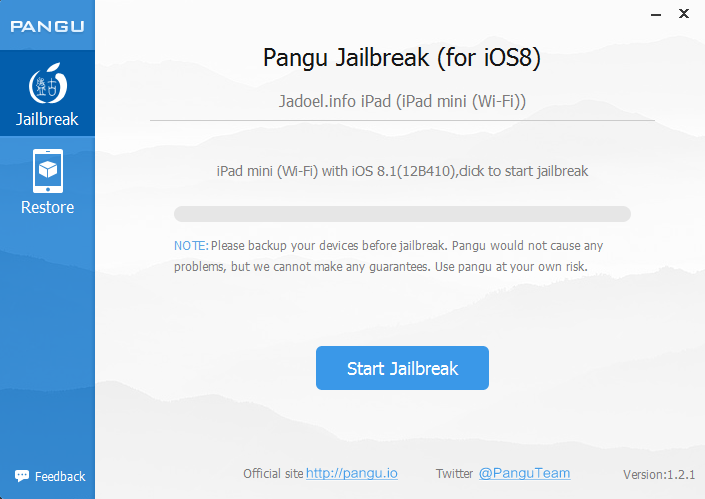 PANGU
Jailbreak
Restore
Feedback
Pangu Jailbreak (for iOS8)
Jadoel.info iPad (iPad mini (Wi-Fi))
iPad mini (Wi-Fi) with iOS 8.1(12B410),click to start jailbreak
NOTE: Please backup your devices before jailbreak. Pangu would not cause any
problems, but we cannot make any guarantees. Use pangu at your own risk.
Start Jailbreak
Official site http://pangu.io Twitter @PanguTeam Version:1.2.1